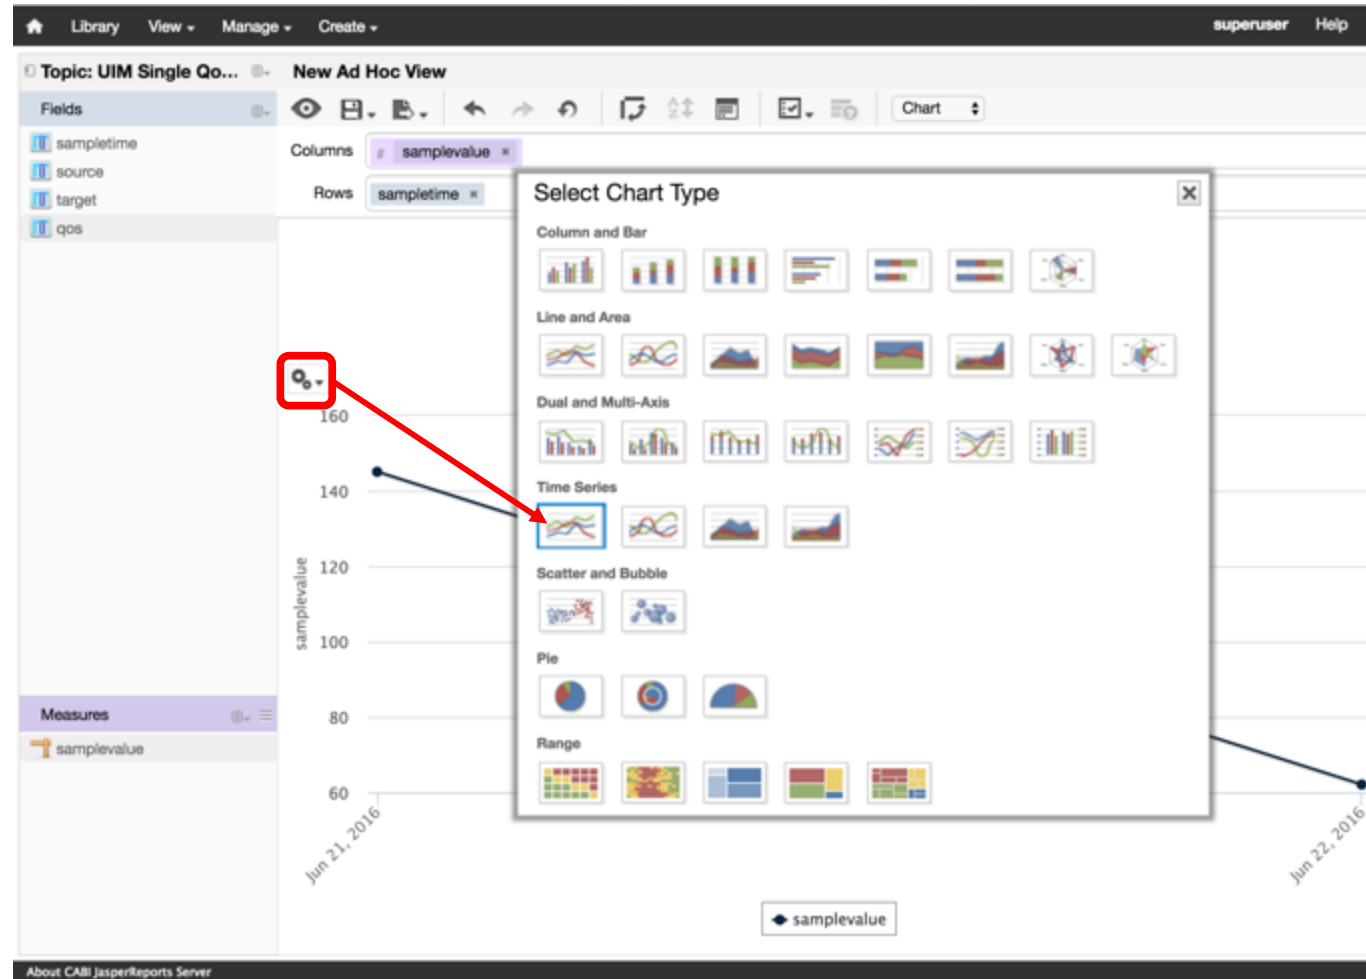 Library View Manage Create superuser Help
Topic: UIM Single Qo... New Ad Hoc View
Fields
Chart
sampletime
source
target
qos
Columns samplevalue
Rows sampletime
Select Chart Type
Column and Bar
Line and Area
Dual and Multi-Axis
Time Series
Scatter and Bubble
Pie
Range
160
140
120
100
80
60
samplevalue
Jun 21, 2016
Jun 22, 2016
samplevalue
Measures
samplevalue
About CABI JasperReports Server